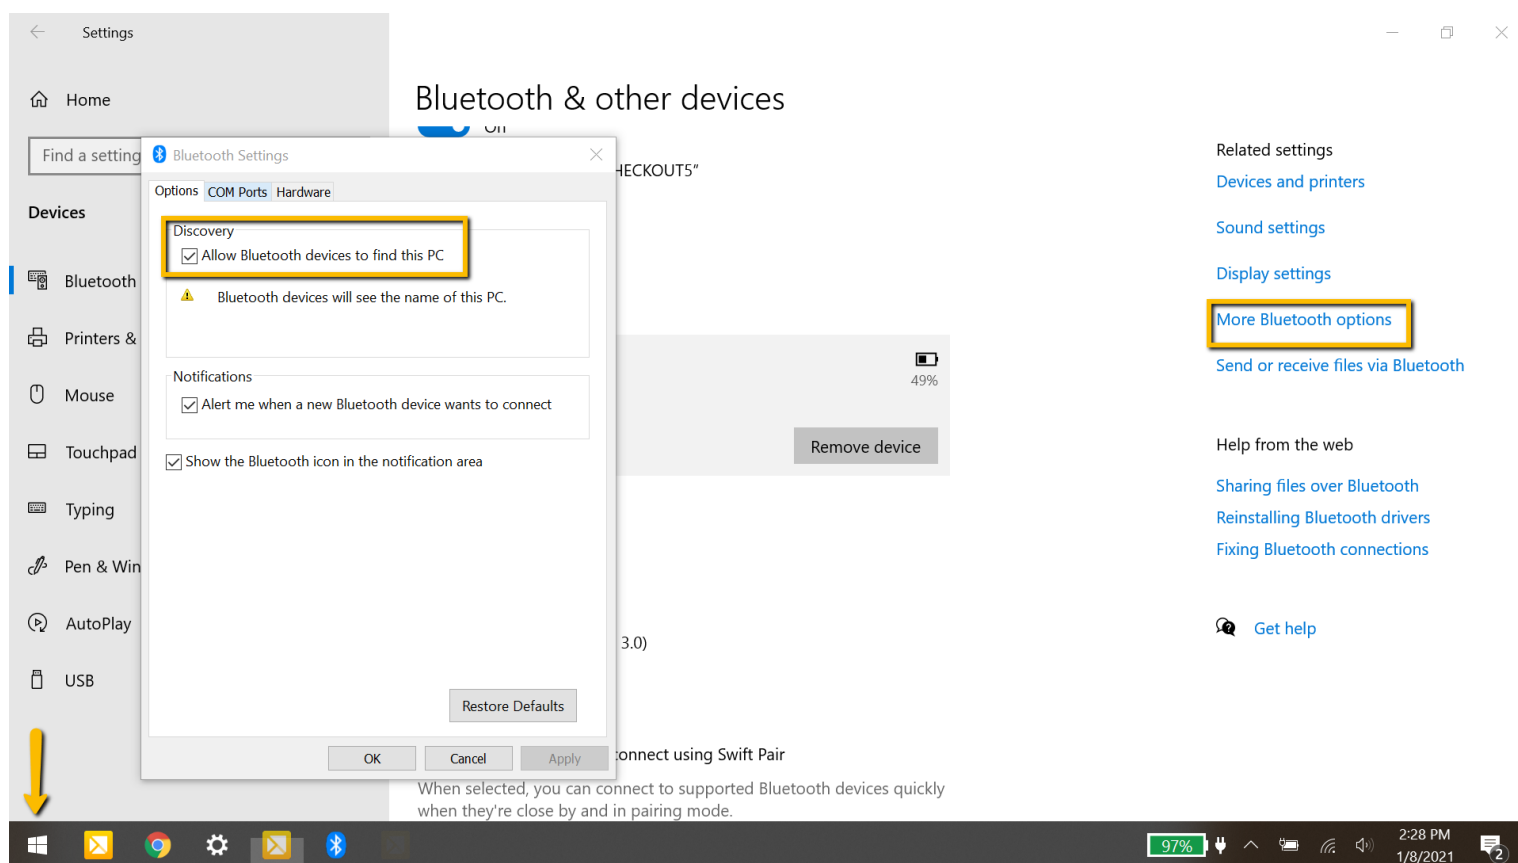 Settings
Home
Find a setting
Devices
Bluetooth
Printers &
Mouse
Touchpad
Typing
Pen & Win
AutoPlay
USB
Bluetooth & other devices
HECKOUT5"
49%
Remove device
3.0)
connect using Swift Pair
When selected, you can connect to supported Bluetooth devices quickly
when they're close by and in pairing mode.
Bluetooth Settings
Options COM Ports Hardware
Discovery
Allow Bluetooth devices to find this PC
Bluetooth devices will see the name of this PC.
Notifications
Alert me when a new Bluetooth device wants to connect
Show the Bluetooth icon in the notification area
Restore Defaults
OK Cancel Apply
Related settings
Devices and printers
Sound settings
Display settings
More Bluetooth options
Send or receive files via Bluetooth
Help from the web
Sharing files over Bluetooth
Reinstalling Bluetooth drivers
Fixing Bluetooth connections
Get help
97%
2:28 PM
1/8/2021
2